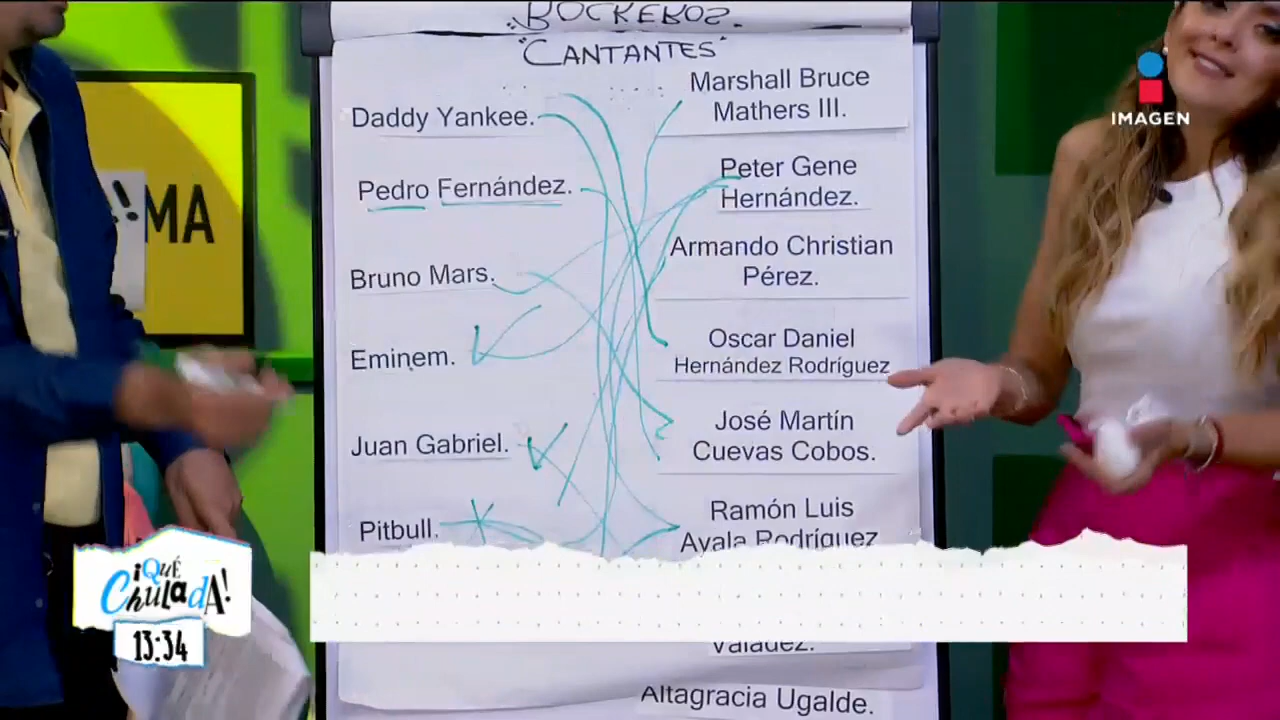 ROCKEROS.
"CANTANTES"
Daddy Yankee.
Marshall Bruce
Mathers III.
Pedro Fernández.
Peter Gene
Hernández.
Bruno Mars.
Armando Christian
Pérez.
Eminem.
Oscar Daniel
Hernández Rodríguez
Juan Gabriel.
José Martín
Cuevas Cobos.
Pitbull.
Ramón Luis
Ayala Rodríguez
Valadez.
Altagracia Ugalde.
!MA
IMAGEN
¡QUÉ
ChuladA!
13:34